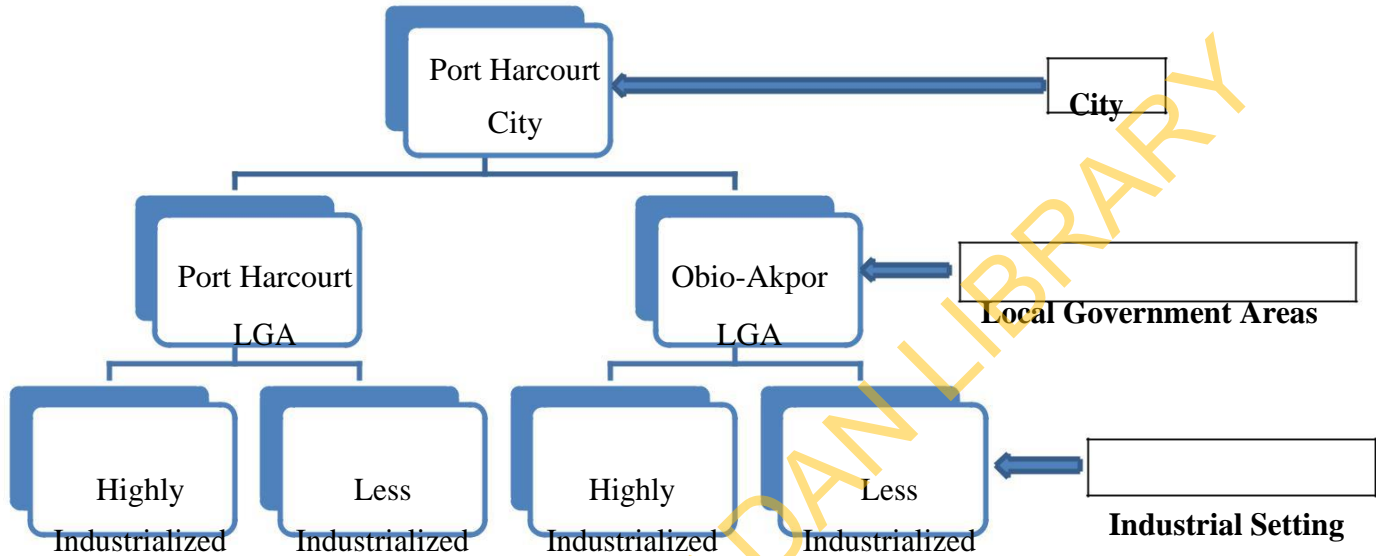 Port Harcourt
City
City
Port Harcourt
LGA
Obio-Akpor
LGA
Local Government Areas
Highly
Industrialized
Less
Industrialized
Highly
Industrialized
Less
Industrialized
Industrial Setting
DAN LIBRARY